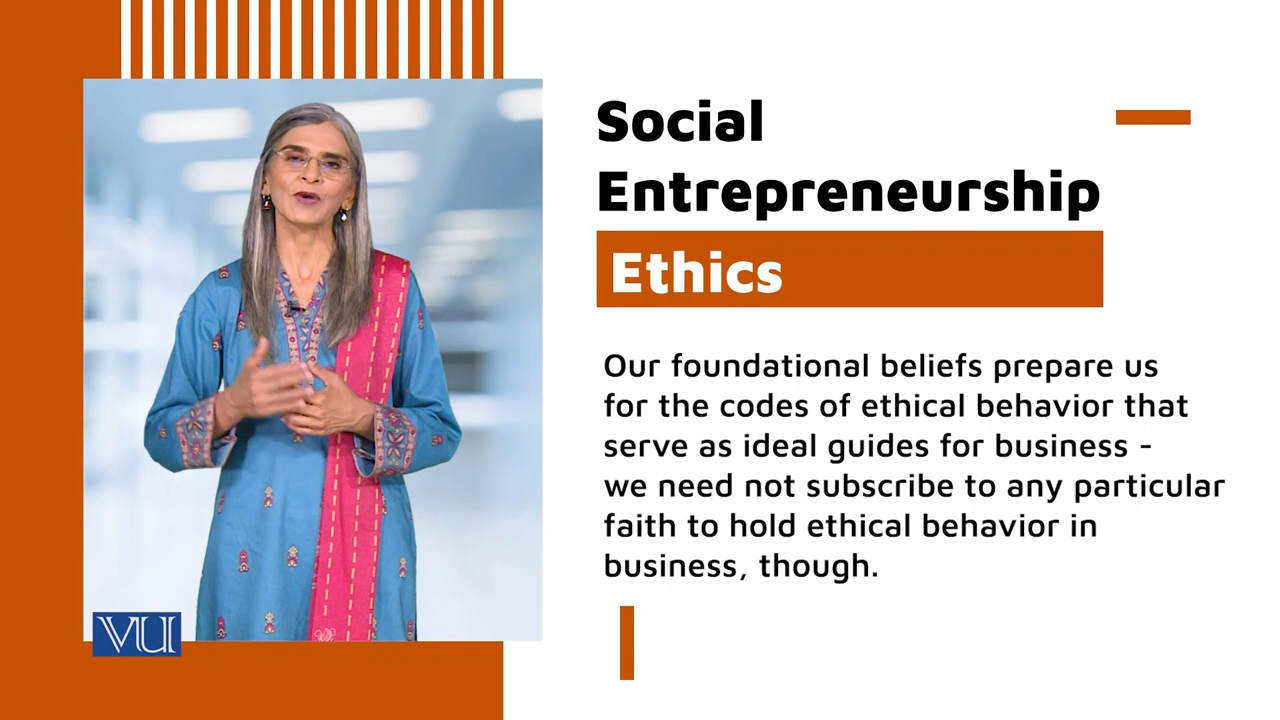 Social
Entrepreneurship
Ethics
Our foundational beliefs prepare us
for the codes of ethical behavior that
serve as ideal guides for business -
we need not subscribe to any particular
faith to hold ethical behavior in
business, though.
VU